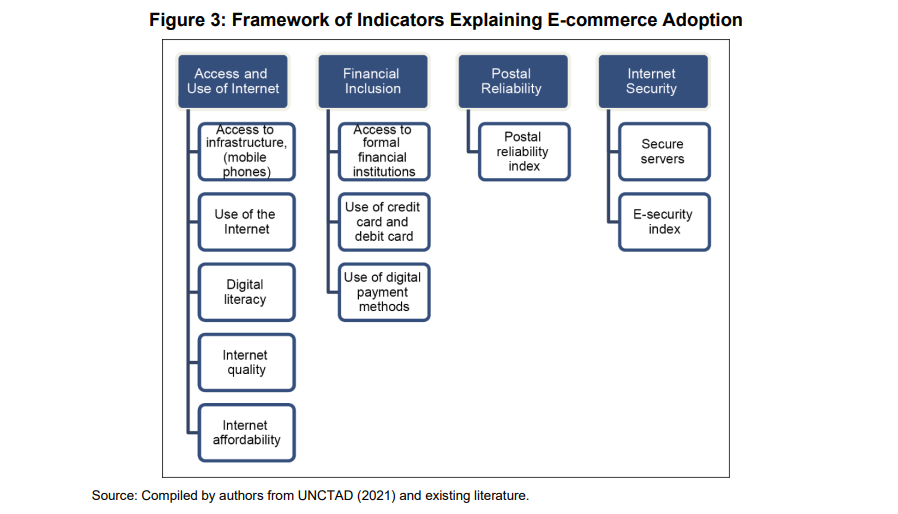 Figure 3: Framework of Indicators Explaining E-commerce Adoption
Access and
Use of Internet
Access to
infrastructure,
(mobile
phones)
Use of the
Internet
Digital
literacy
Internet
quality
Internet
affordability
Financial
Inclusion
Access to
formal
financial
institutions
Use of credit
card and
debit card
Use of digital
payment
methods
Postal
Reliability
Postal
reliability
index
Internet
Security
Secure
servers
E-security
index
Source: Compiled by authors from UNCTAD (2021) and existing literature.